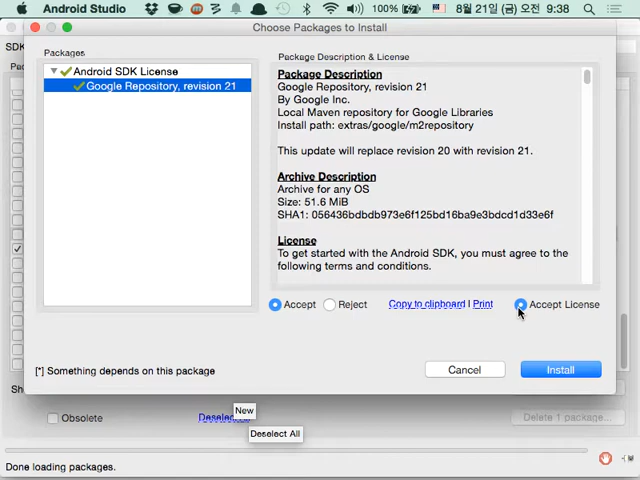 Android Studio 100% 8월 21일 (금) 오전 9:38
Choose Packages to Install
SDK
Packages
Android SDK License
Google Repository, revision 21
Package Description & License
Package Description
Google Repository, revision 21
By Google Inc.
Local Maven repository for Google Libraries
Install path: extras/google/m2repository
This update will replace revision 20 with revision 21.
Archive Description
Archive for any OS
Size: 51.6 MiB
SHA1: 056436bdbdb973e6f125bd16ba9e3bdcd1d33e6f
License
To get started with the Android SDK, you must agree to the
following terms and conditions.
Accept Reject Copy to clipboard | Print Accept License
[*] Something depends on this package
Cancel Install
New
Obsolete Deselect Delete 1 package...
Deselect All
Done loading packages.